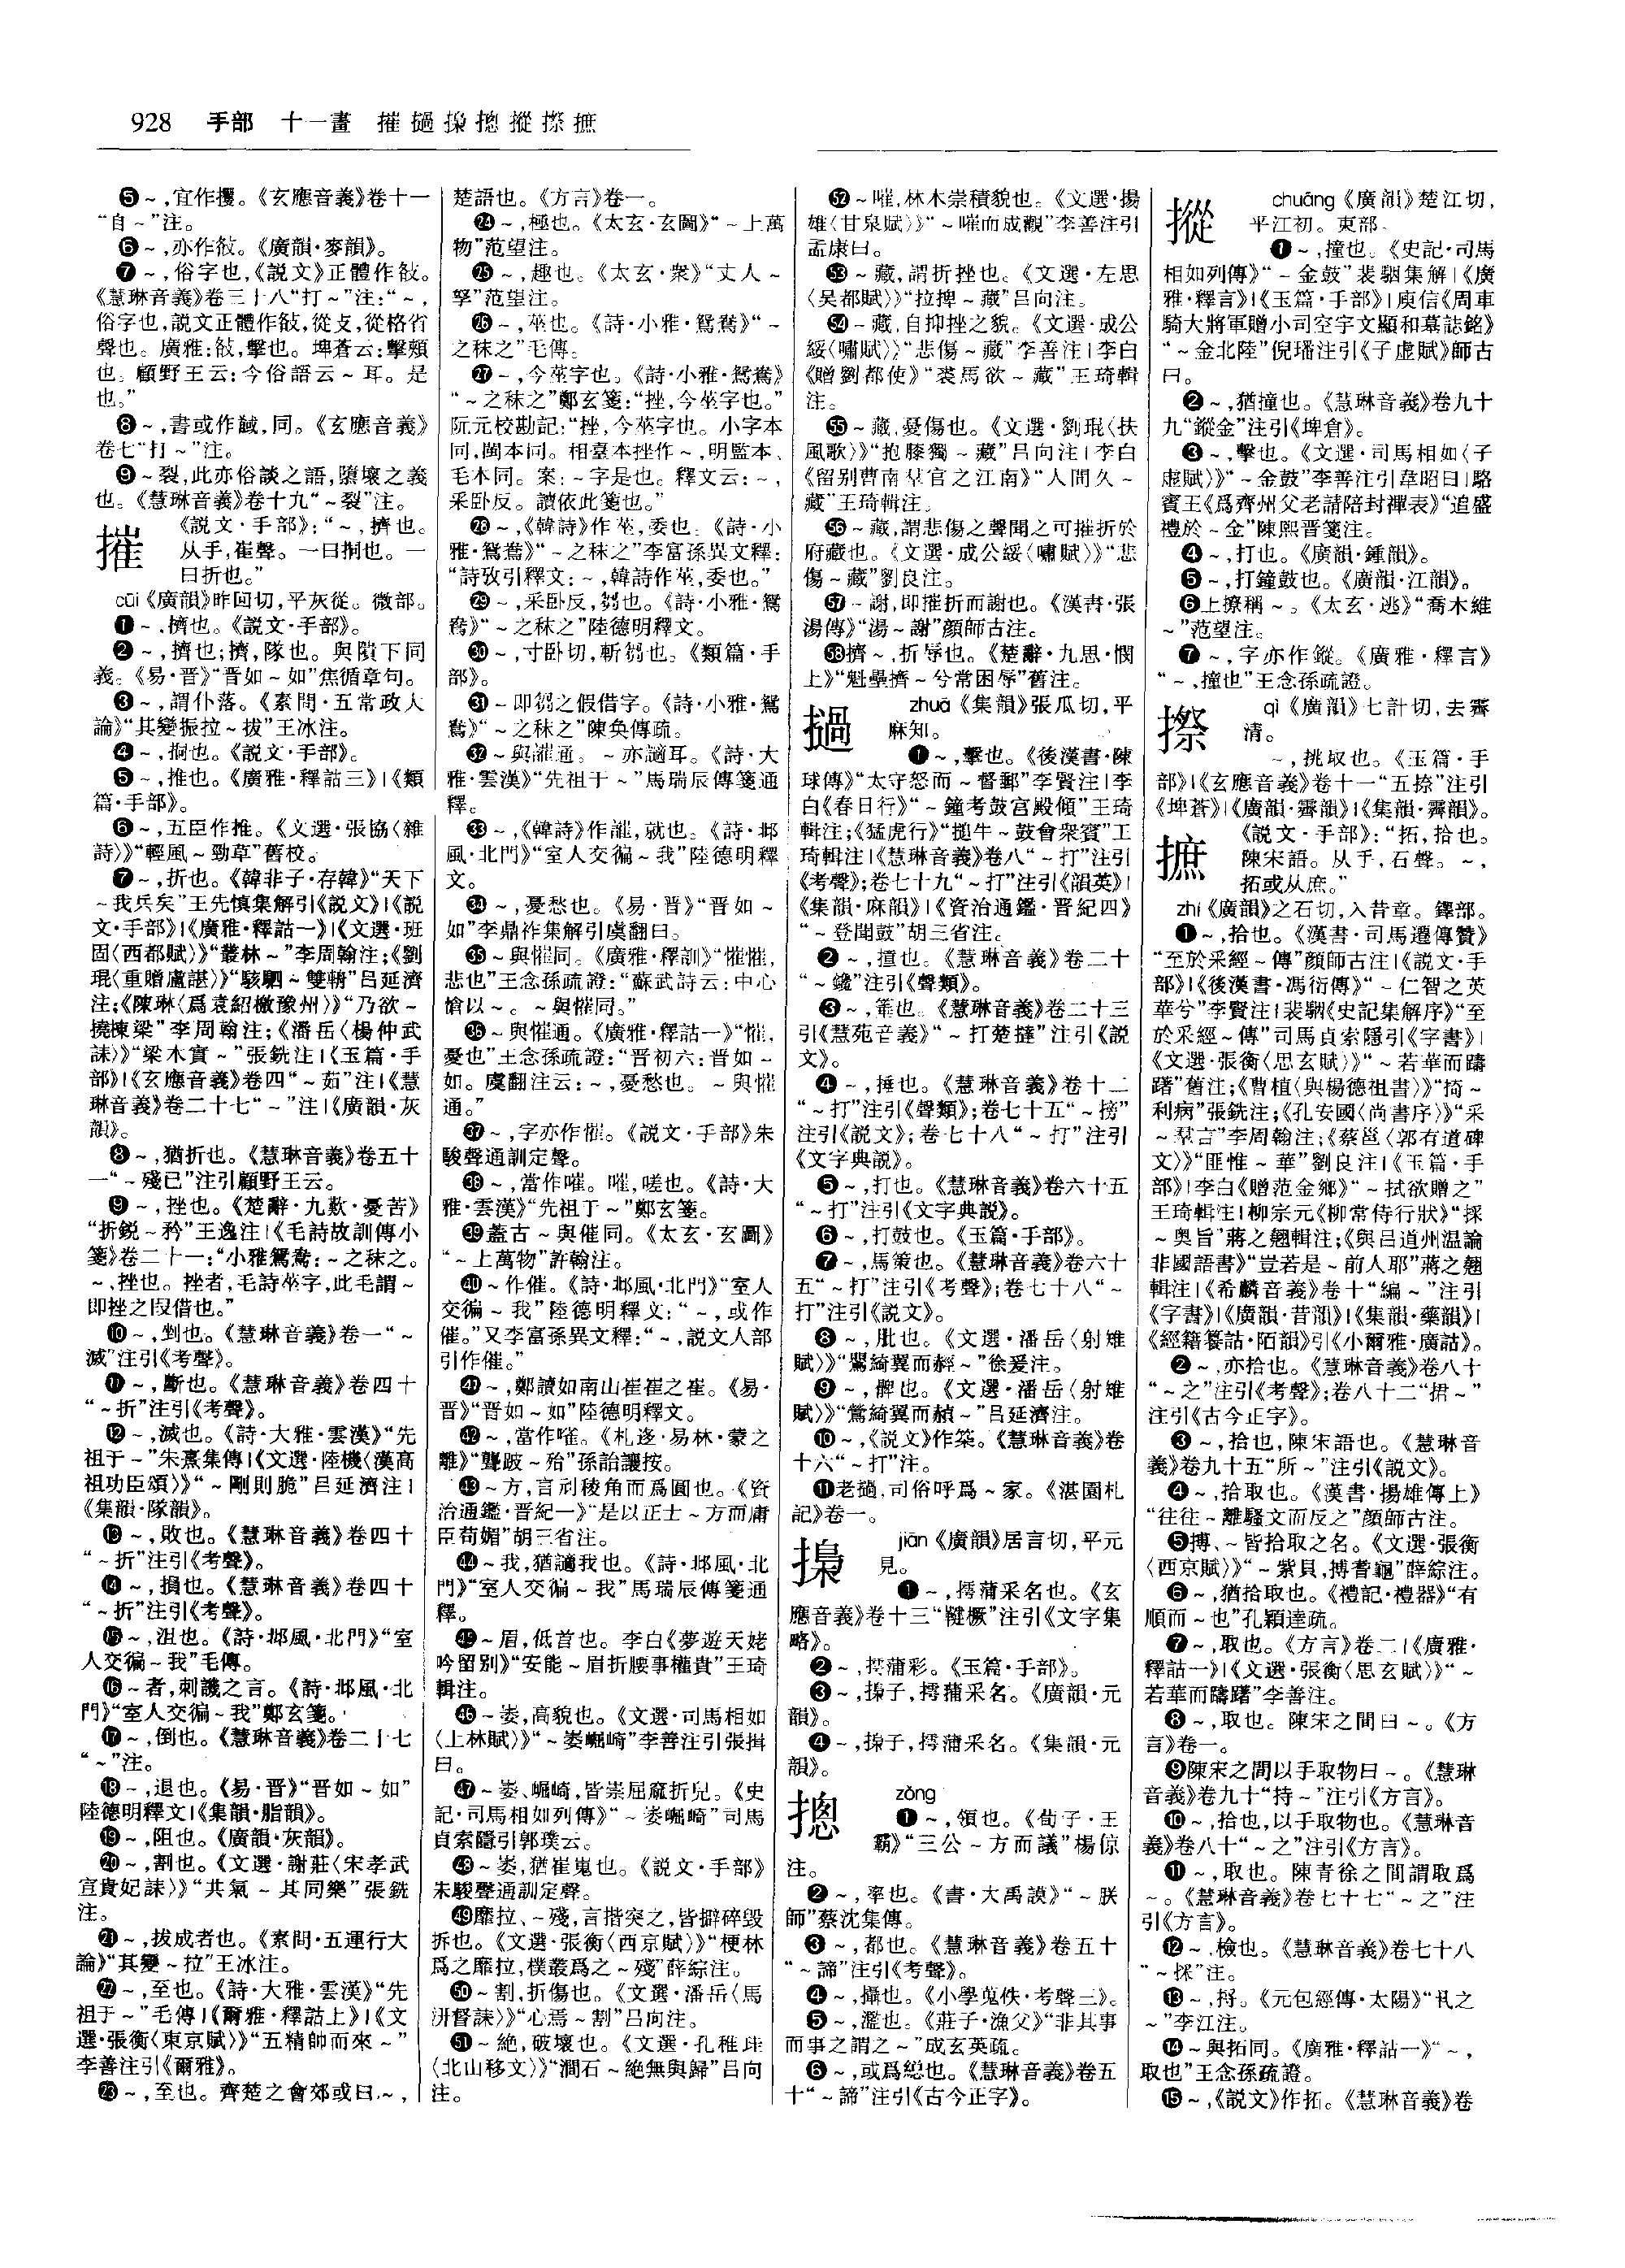 928 手部 十一畫 摧撾㨴摠摐摖摭
❺～,宜作攫。《玄應音義》卷十一
“自～”注。
❻～,亦作敋。《廣韻·麥韻》。
❼～,俗字也,《説文》正體作敋。
《慧琳音義》卷三十八“打～”注:“～,
俗字也,説文正體作敋,從攴,從格省
聲也。廣雅:敋,擊也。埤蒼云:擊頰
也。顧野王云:今俗語云～耳。是
也。”
❽～,書或作䤋,同。《玄應音義》
卷七“打～”注。
❾～裂,此亦俗談之語,隳壞之義
也。《慧琳音義》卷十九“～裂”注。
摧
《説文·手部》:“～,擠也。
从手,崔聲。一曰挏也。一
曰折也。”
cuī《廣韻》昨回切,平灰從。微部。
❶～,擠也。《説文·手部》。
❷～,擠也;擠,隊也。與隤下同
義。《易·晋》“晋如～如”焦循章句。
❸～,謂仆落。《素問·五常政大
論》“其變振拉～拔”王冰注。
❹～,挏也。《説文·手部》。
❺～,推也。《廣雅·釋詁三》|《類
篇·手部》。
❻～,五臣作推。《文選·張協〈雜
詩〉》“輕風～勁草”舊校。
❼～,折也。《韓非子·存韓》“天下
～我兵矣”王先慎集解引《説文》|《説
文·手部》|《廣雅·釋詁一》|《文選·班
固〈西都賦〉》“叢林～”李周翰注;《劉
琨〈重贈盧諶〉》“駭駟～雙輈”吕延濟
注;《陳琳〈爲袁紹檄豫州〉》“乃欲～
撓棟梁”李周翰注;《潘岳〈楊仲武
誄〉》“梁木實～”張銑注|《玉篇·手
部》|《玄應音義》卷四“～茹”注|《慧
琳音義》卷二十七“～”注|《廣韻·灰
韻》。
❽～,猶折也。《慧琳音義》卷五十
一“～殘已”注引顧野王云。
❾～,挫也。《楚辭·九歎·憂苦》
“折鋭～矜”王逸注|《毛詩故訓傳小
箋》卷二十一:“小雅鴛鴦:～之秣之。
～,挫也。挫者,毛詩莝字,此毛謂～
即挫之叚借也。”
❿～,剉也。《慧琳音義》卷一“～
滅”注引《考聲》。
⓫～,斷也。《慧琳音義》卷四十
“～折”注引《考聲》。
⓬～,滅也。《詩·大雅·雲漢》“先
祖于～”朱熹集傳|《文選·陸機〈漢高
祖功臣頌〉》“～剛則脆”吕延濟注|
《集韻·隊韻》。
⓭～,敗也。《慧琳音義》卷四十
“～折”注引《考聲》。
⓮～,損也。《慧琳音義》卷四十
“～折”注引《考聲》。
⓯～,沮也。《詩·邶風·北門》“室
人交徧～我”毛傳。
⓰～者,刺譏之言。《詩·邶風·北
門》“室人交徧～我”鄭玄箋。
⓱～,倒也。《慧琳音義》卷二十七
“～”注。
⓲～,退也。《易·晋》“晋如～如”
陸德明釋文|《集韻·脂韻》。
⓳～,阻也。《廣韻·灰韻》。
⓴～,割也。《文選·謝莊〈宋孝武
宣貴妃誄〉》“共氣～其同欒”張銑
注。
㉑～,拔成者也。《素問·五運行大
論》“其變～拉”王冰注。
㉒～,至也。《詩·大雅·雲漢》“先
祖于～”毛傳|《爾雅·釋詁上》|《文
選·張衡〈東京賦〉》“五精帥而來～”
李善注引《爾雅》。
㉓～,至也。齊楚之會郊或曰～,
楚語也。《方言》卷一。
㉔～,極也。《太玄·玄圖》“～上萬
物”范望注。
㉕～,趣也。《太玄·衆》“丈人～
孥”范望注。
㉖～,莝也。《詩·小雅·鴛鴦》“～
之秣之”毛傳。
㉗～,今莝字也。《詩·小雅·鴛鴦》
“～之秣之”鄭玄箋:“挫,今莝字也。”
阮元校勘記:“挫,今莝字也。小字本
同,閩本同。相臺本挫作～,明監本、
毛本同。案:～字是也。釋文云:～,
采卧反。讀依此箋也。”
㉘～,《韓詩》作莝,委也。《詩·小
雅·鴛鴦》“～之秣之”李富孫異文釋:
“詩攷引釋文:～,韓詩作莝,委也。”
㉙～,采卧反,芻也。《詩·小雅·鴛
鴦》“～之秣之”陸德明釋文。
㉚～,寸卧切,斬芻也。《類篇·手
部》。
㉛～即芻之假借字。《詩·小雅·鴛
鴦》“～之秣之”陳奂傳疏。
㉜～與讙通。～亦讁耳。《詩·大
雅·雲漢》“先祖于～”馬瑞辰傳箋通
釋。
㉝～,《韓詩》作讙,就也。《詩·邶
風·北門》“室人交徧～我”陸德明釋
文。
㉞～,憂愁也。《易·晋》“晋如～
如”李鼎祚集解引虞翻曰。
㉟～與慛同。《廣雅·釋訓》“慛慛,
悲也”王念孫疏證:“蘇武詩云:中心
愴以～。～與慛同。”
㊱～與慛通。《廣雅·釋詁一》“慛,
憂也”王念孫疏證:“晋初六:晋如～
如。虞翻注云:～,憂愁也。～與慛
通。”
㊲～,字亦作慛。《説文·手部》朱
駿聲通訓定聲。
㊳～,當作嗺。嗺,嗟也。《詩·大
雅·雲漢》“先祖于～”鄭玄箋。
㊴蓋古～與催同。《太玄·玄圖》
“～上萬物”許翰注。
㊵～作催。《詩·邶風·北門》“室人
交徧～我”陸德明釋文:“～,或作
催。”又李富孫異文釋:“～,説文人部
引作催。”
㊶～,鄭讀如南山崔崔之崔。《易·
晋》“晋如～如”陸德明釋文。
㊷～,當作嗺。《札迻·易林·蒙之
離》“聾跛～殆”孫詒讓按。
㊸～方,言刓稜角而爲圓也。《資
治通鑑·晋紀一》“是以正士～方而庸
臣苟媚”胡三省注。
㊹～我,猶讁我也。《詩·邶風·北
門》“室人交徧～我”馬瑞辰傳箋通
釋。
㊺～眉,低首也。李白《夢遊天姥
吟留别》“安能～眉折腰事權貴”王琦
輯注。
㊻～崣,高貌也。《文選·司馬相如
〈上林賦〉》“～崣崛崎”李善注引張揖
曰。
㊼～崣、崛崎,皆崇屈窳折皃。《史
記·司馬相如列傳》“～崣崛崎”司馬
貞索隱引郭璞云。
㊽～崣,猶崔嵬也。《説文·手部》
朱駿聲通訓定聲。
㊾靡拉、～殘,言揩突之,皆擗碎毁
拆也。《文選·張衡〈西京賦〉》“梗林
爲之靡拉,樸叢爲之～殘”薛綜注。
㊿～割,折傷也。《文選·潘岳〈馬
汧督誄〉》“心焉～割”吕向注。
51～絶,破壞也。《文選·孔稚珪
〈北山移文〉》“澗石～絶無與歸”吕向
注。
52～嗺,林木崇積貌也。《文選·揚
雄〈甘泉賦〉》“～嗺而成觀”李善注引
孟康曰。
53～藏,謂折挫也。《文選·左思
〈吴都賦〉》“拉捭～藏”吕向注。
54～藏,自抑挫之貌。《文選·成公
綏〈嘯賦〉》“悲傷～藏”李善注|李白
《贈劉都使》“裘馬欲～藏”王琦輯
注。
55～藏,憂傷也。《文選·劉琨〈扶
風歌〉》“抱膝獨～藏”吕向注|李白
《留别曹南羣官之江南》“人間久～
藏”王琦輯注。
56～藏,謂悲傷之聲聞之可摧折於
府藏也。《文選·成公綏〈嘯賦〉》“悲
傷～藏”劉良注。
57～謝,即摧折而謝也。《漢書·張
湯傳》“湯～謝”顔師古注。
58擠～,折辱也。《楚辭·九思·憫
上》“魁壘擠～兮常困辱”舊注。
撾
zhuā《集韻》張瓜切,平
麻知。
❶～,擊也。《後漢書·陳
球傳》“太守怒而～督郵”李賢注|李
白《春日行》“～鐘考鼓宫殿傾”王琦
輯注;《猛虎行》“搥牛～鼓會衆賓”王
琦輯注|《慧琳音義》卷八“～打”注引
《考聲》;卷七十九“～打”注引《韻英》|
《集韻·麻韻》|《資治通鑑·晋紀四》
“～登聞鼓”胡三省注。
❷～,撞也。《慧琳音義》卷二十
“～鐃”注引《聲類》。
❸～,箠也。《慧琳音義》卷二十三
引《慧苑音義》“～打楚撻”注引《説
文》。
❹～,捶也。《慧琳音義》卷十二
“～打”注引《聲類》;卷七十五“～搒”
注引《説文》;卷七十八“～打”注引
《文字典説》。
❺～,打也。《慧琳音義》卷六十五
“～打”注引《文字典説》。
❻～,打鼓也。《玉篇·手部》。
❼～,馬策也。《慧琳音義》卷六十
五“～打”注引《考聲》;卷七十八“～
打”注引《説文》。
❽～,肶也。《文選·潘岳〈射雉
賦〉》“鸎綺翼而赬～”徐爰注。
❾～,髀也。《文選·潘岳〈射雉
賦〉》“鶯綺翼而赬～”吕延濟注。
❿～,《説文》作築。《慧琳音義》卷
十六“～打”注。
⓫老撾,司俗呼爲～家。《湛園札
記》卷一。
㨴
jiān《廣韻》居言切,平元
見。
❶～,摴蒲采名也。《玄
應音義》卷十三“鞬橛”注引《文字集
略》。
❷～,摴蒲彩。《玉篇·手部》。
❸～,㨴子,摴蒲采名。《廣韻·元
韻》。
❹～,㨴子,摴蒲采名。《集韻·元
韻》。
摠
zǒng
❶～,領也。《荀子·王
霸》“三公～方而議”楊倞
注。
❷～,率也。《書·大禹謨》“～朕
師”蔡沈集傳。
❸～,都也。《慧琳音義》卷五十
“～諦”注引《考聲》。
❹～,攝也。《小學蒐佚·考聲三》。
❺～,濫也。《莊子·漁父》“非其事
而事之謂之～”成玄英疏。
❻～,或爲緫也。《慧琳音義》卷五
十“～諦”注引《古今正字》。
摐
chuāng《廣韻》楚江切,
平江初。東部。
❶～,撞也。《史記·司馬
相如列傳》“～金鼓”裴駰集解|《廣
雅·釋言》|《玉篇·手部》|庾信《周車
騎大將軍贈小司空宇文顯和墓誌銘》
“～金北陸”倪璠注引《子虚賦》師古
曰。
❷～,猶撞也。《慧琳音義》卷九十
九“鏦金”注引《埤倉》。
❸～,擊也。《文選·司馬相如〈子
虚賦〉》“～金鼓”李善注引韋昭曰|駱
賓王《爲齊州父老請陪封禪表》“追盛
禮於～金”陳熙晋箋注。
❹～,打也。《廣韻·鍾韻》。
❺～,打鐘鼓也。《廣韻·江韻》。
❻上撩稱～。《太玄·逃》“喬木維
～”范望注。
❼～,字亦作鏦。《廣雅·釋言》
“～,撞也”王念孫疏證。
摖
qì《廣韻》七計切,去霽
清。
～,挑取也。《玉篇·手
部》|《玄應音義》卷十一“五摖”注引
《埤蒼》|《廣韻·霽韻》|《集韻·霽韻》。
摭
《説文·手部》:“拓,拾也。
陳宋語。从手,石聲。～,
拓或从庶。”
zhí《廣韻》之石切,入昔章。鐸部。
❶～,拾也。《漢書·司馬遷傳贊》
“至於采經～傳”顔師古注|《説文·手
部》|《後漢書·馮衍傳》“～仁智之英
華兮”李賢注|裴駰《史記集解序》“至
於采經～傳”司馬貞索隱引《字書》|
《文選·張衡〈思玄賦〉》“～若華而躊
躇”舊注;《曹植〈與楊德祖書〉》“掎～
利病”張銑注;《孔安國〈尚書序〉》“采
～羣言”李周翰注;《蔡邕〈郭有道碑
文〉》“匪惟～華”劉良注|《玉篇·手
部》|李白《贈范金鄉》“～拭欲贈之”
王琦輯注|柳宗元《柳常侍行狀》“採
～奥旨”蔣之翹輯注;《與吕道州温論
非國語書》“豈若是～前人耶”蔣之翹
輯注|《希麟音義》卷十“編～”注引
《字書》|《廣韻·昔韻》|《集韻·藥韻》|
《經籍籑詁·陌韻》引《小爾雅·廣詁》。
❷～,亦拾也。《慧琳音義》卷八十
“～之”注引《考聲》;卷八十二“捃～”
注引《古今正字》。
❸～,拾也,陳宋語也。《慧琳音
義》卷九十五“所～”注引《説文》。
❹～,拾取也。《漢書·揚雄傳上》
“往往～離騷文而反之”顔師古注。
❺搏、～皆拾取之名。《文選·張衡
〈西京賦〉》“～紫貝,搏耆龜”薛綜注。
❻～,猶拾取也。《禮記·禮器》“有
順而～也”孔穎達疏。
❼～,取也。《方言》卷二|《廣雅·
釋詁一》|《文選·張衡〈思玄賦〉》“～
若華而躊躇”李善注。
❽～,取也。陳宋之間曰～。《方
言》卷一。
❾陳宋之間以手取物曰～。《慧琳
音義》卷九十“持～”注引《方言》。
❿～,拾也,以手取物也。《慧琳音
義》卷八十“～之”注引《方言》。
⓫～,取也。陳青徐之間謂取爲
～。《慧琳音義》卷七十七“～之”注
引《方言》。
⓬～,檢也。《慧琳音義》卷七十八
“～採”注。
⓭～,捋。《元包經傳·太陽》“丮之
～”李江注。
⓮～與拓同。《廣雅·釋詁一》“～,
取也”王念孫疏證。
⓯～,《説文》作拓。《慧琳音義》卷